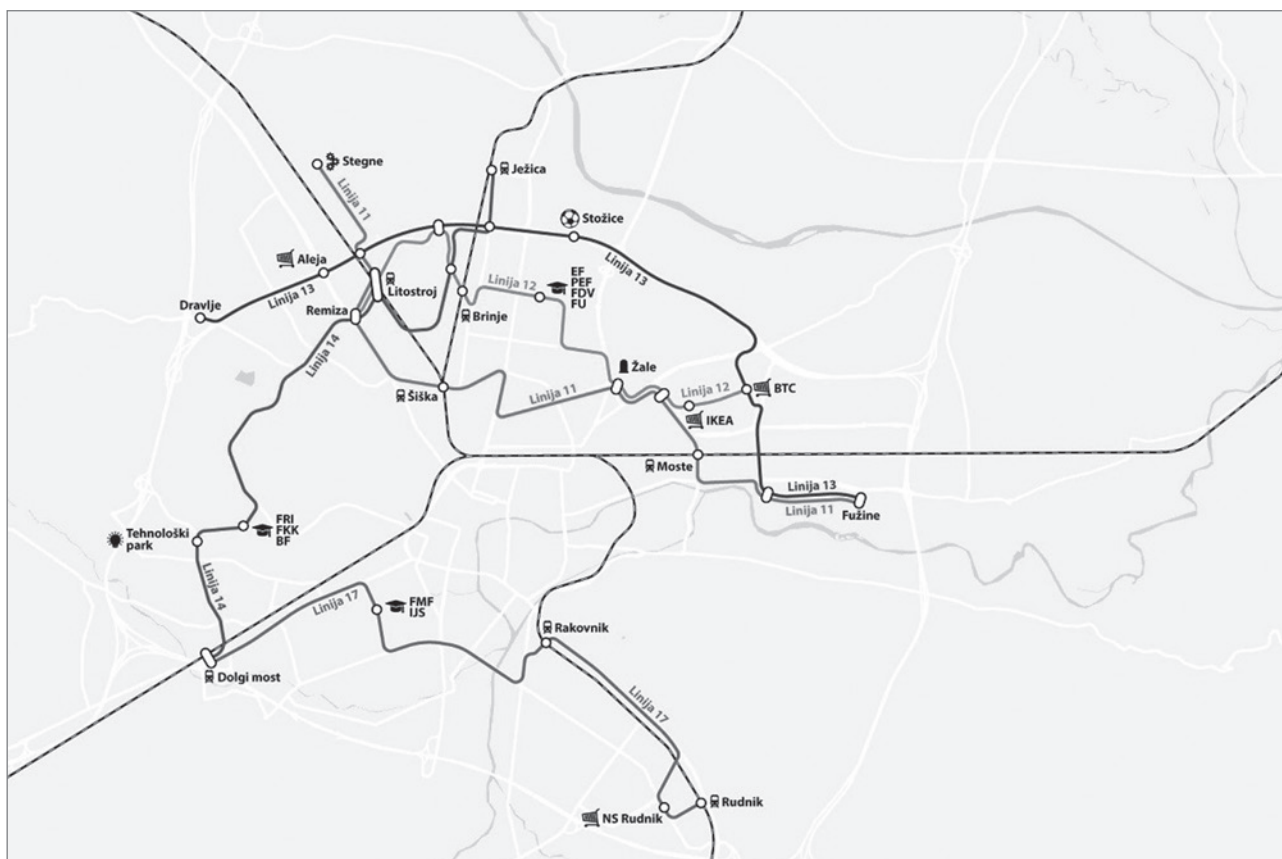 Ježica
Stegne
Linija 11
Stožice
Aleja
Linija 13
EF
PEF
FDV
FU
Linija 12
Litostroj
Linija 13
Dravlje
Remiza
Brinje
Linija 14
Žale
Šiška
Linija 11
Linija 12
BTC
IKEA
Moste
Linija 13
Linija 11
Fužine
FRI
FKK
BF
Tehnološki
park
Linija 14
Linija 17
FMF
IJS
Rakovnik
Dolgi most
Linija 17
Rudnik
NS Rudnik